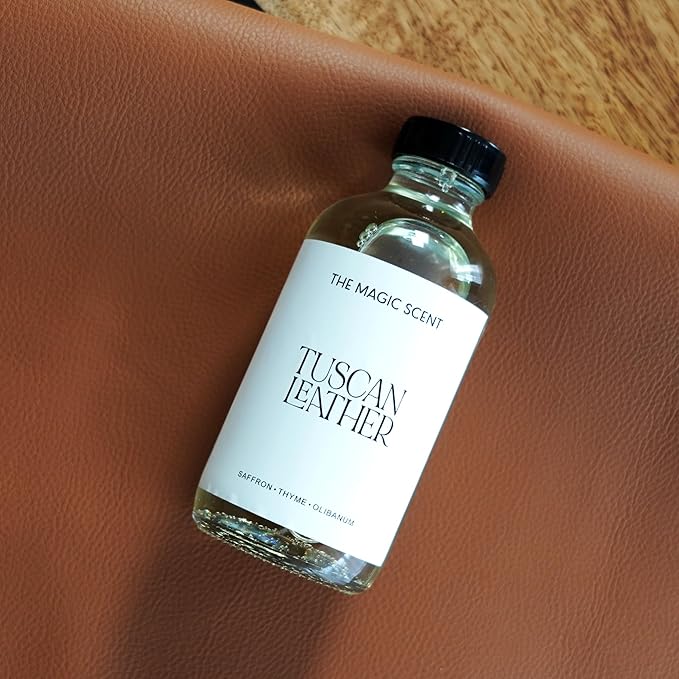 THE MAGIC SCENT
TUSCAN
LEATHER
SAFFRON • THYME • OLIBANUM